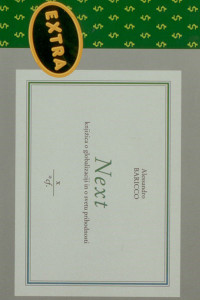 EXTRA
Alessandro
BARICCO
Next
knjižica o globalizaciji in o svetu prihodnosti